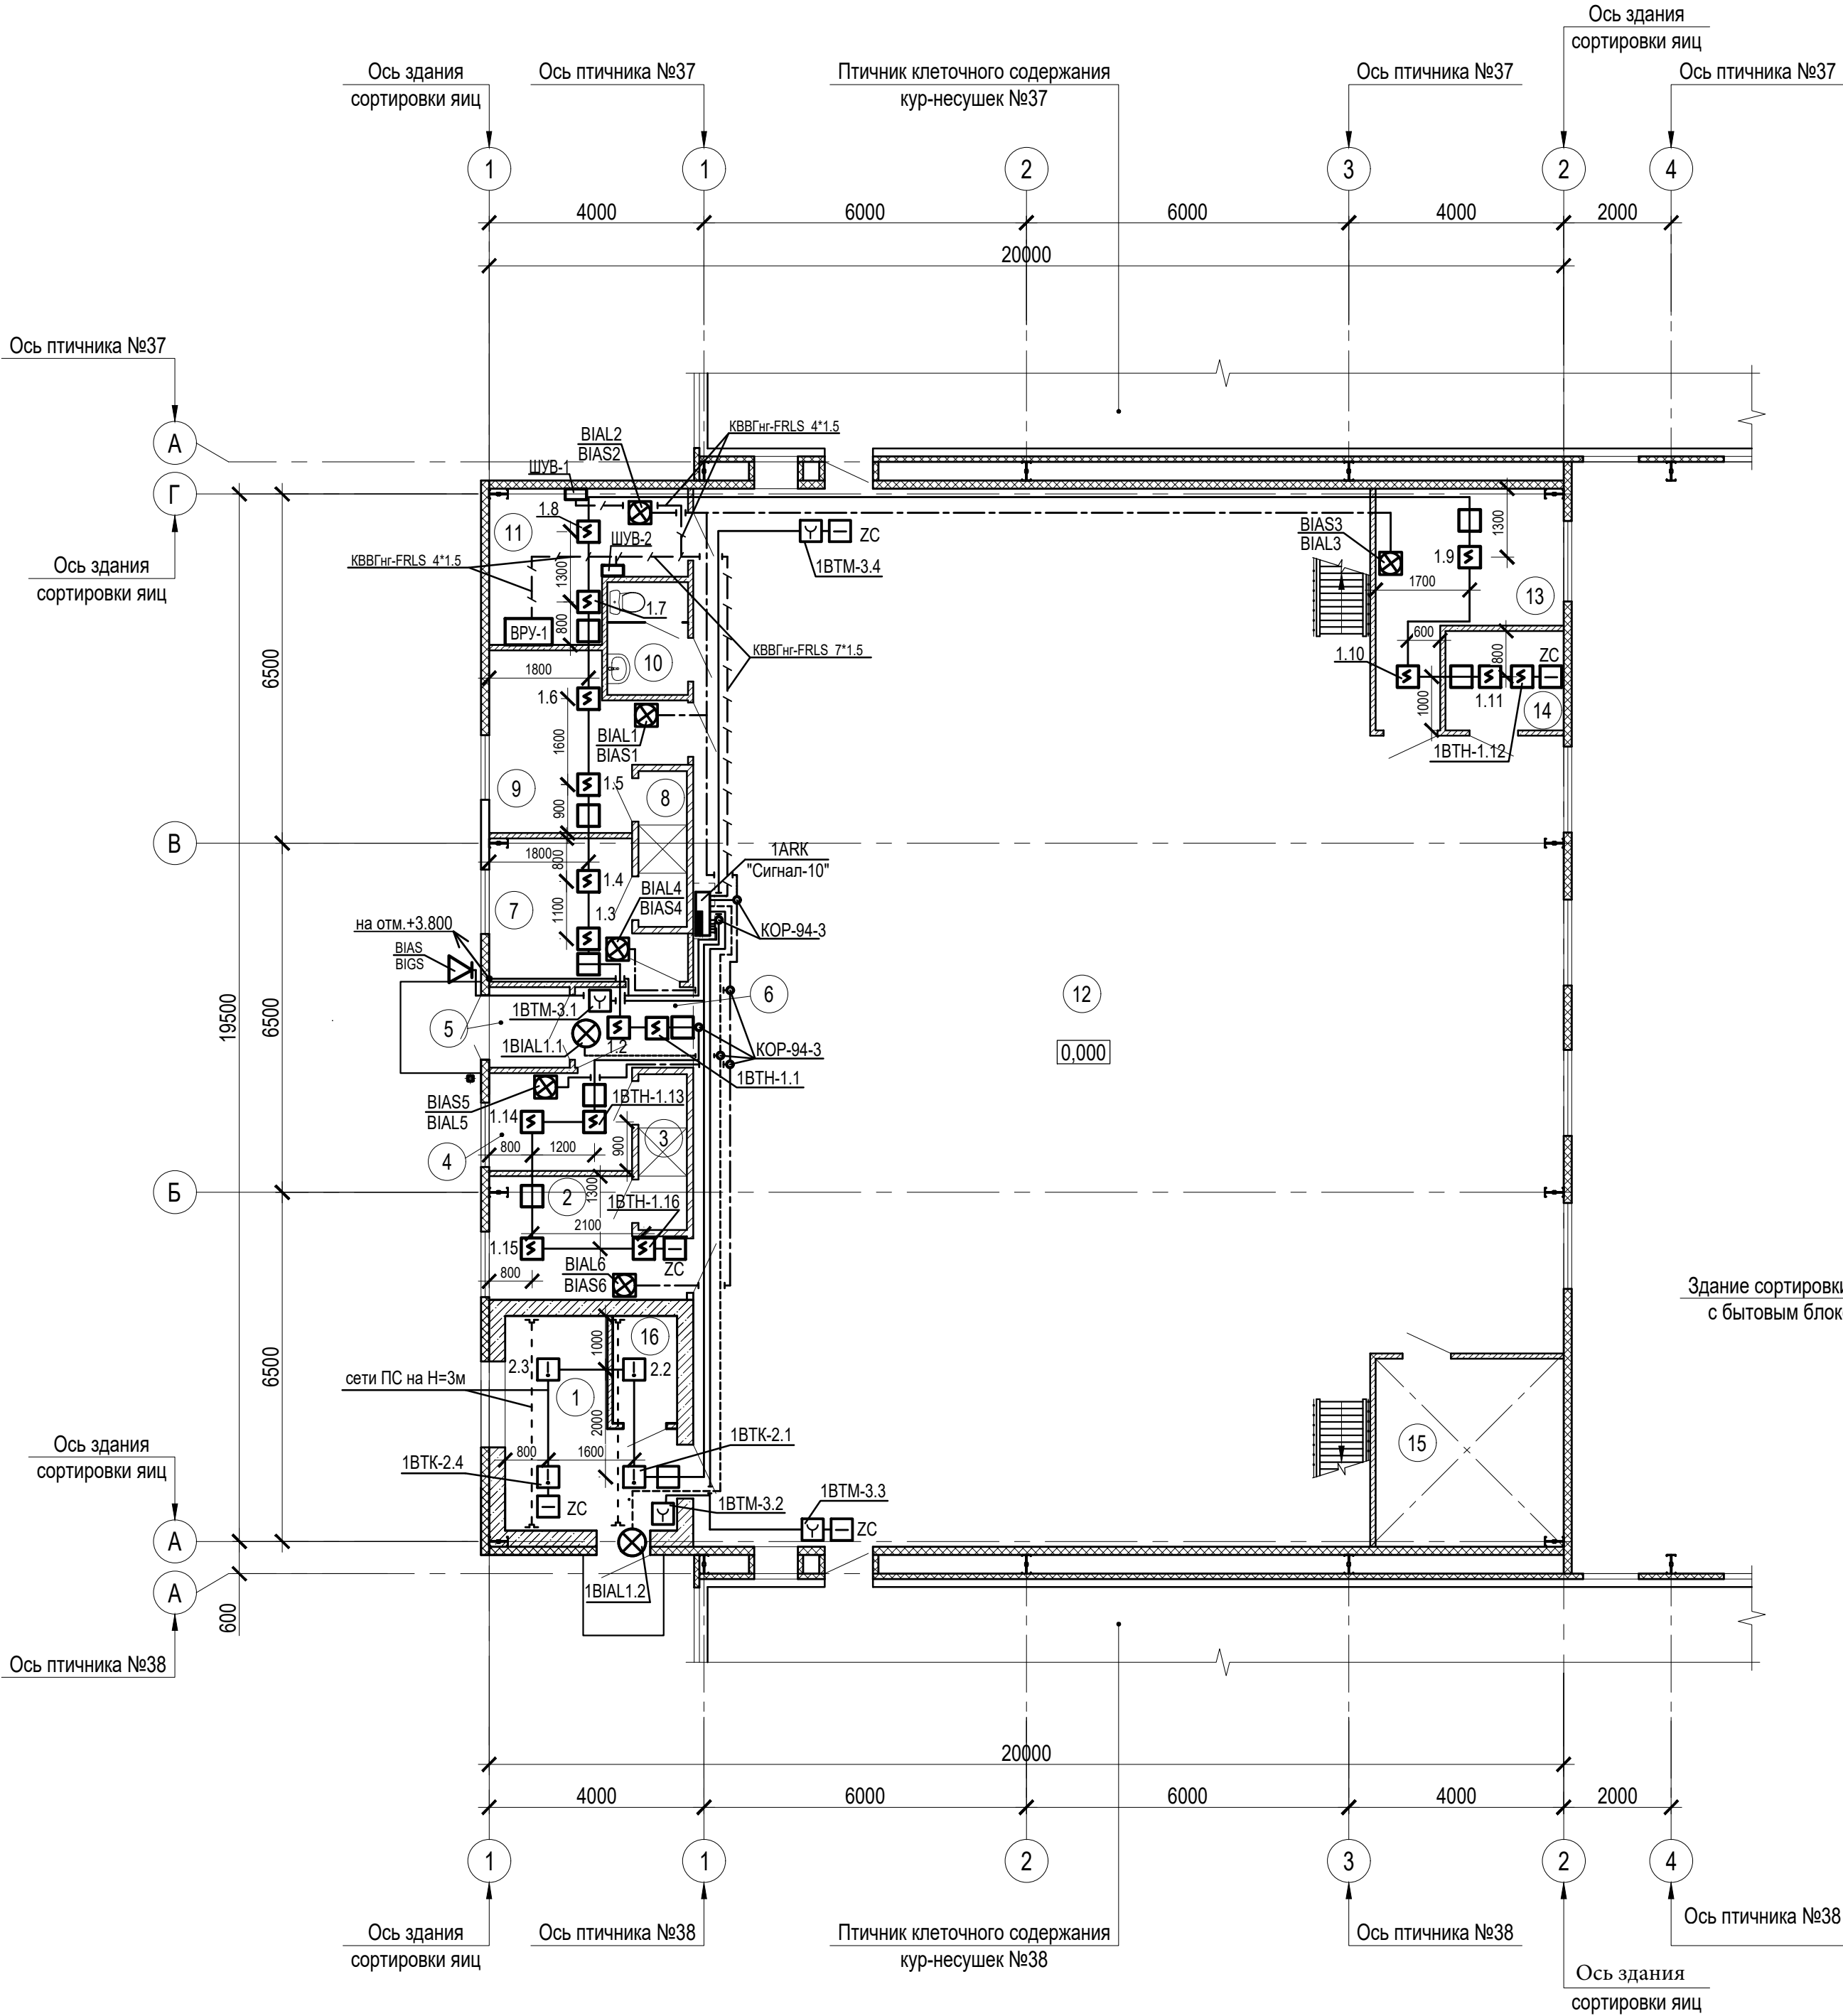 Ось здания
сортировки яиц
Ось здания
сортировки яиц
Ось птичника №37
Птичник клеточного содержания
кур-несушек №37
Ось птичника №37
Ось птичника №37
1
1
2
3
2
4
4000
6000
6000
4000
2000
20000
Ось птичника №37
А
Г
Ось здания
сортировки яиц
КВВГнг-FRLS 4*1.5
BIAL2
BIAS2
ШУВ-1
1.8
11
ШУВ-2
КВВГнг-FRLS 4*1.5
1300
1.7
800
ВРУ-1
10
КВВГнг-FRLS 7*1.5
ZC
1ВТМ-3.4
BIAS3
BIAL3
1300
1.9
1700
13
600
800
ZC
1.10
1.11
1000
14
1ВТН-1.12
6500
1800
1.6
BIAL1
BIAS1
1600
9
1.5
8
900
В
1800
800
1ARK
"Сигнал-10"
1.4
BIAL4
BIAS4
7
1100
1.3
КОР-94-3
на отм.+3.800
BIAS
BIGS
19500
6500
5
1ВТМ-3.1
6
12
1BIAL1.1
1.2
КОР-94-3
0,000
1ВТН-1.1
BIAS5
BIAL5
1.14
1ВТН-1.13
4
800
1200
900
3
Б
2
1300
1ВТН-1.16
2100
1.15
ZC
800
BIAL6
BIAS6
Здание сортировки
с бытовым блок
6500
16
1000
2.3
2.2
сети ПС на Н=3м
1
2000
1ВТК-2.1
800
1600
1ВТК-2.4
ZC
1ВТМ-3.2
1ВТМ-3.3
ZC
15
Ось здания
сортировки яиц
А
А
600
1BIAL1.2
Ось птичника №38
20000
4000
6000
6000
4000
2000
1
1
2
3
2
4
Ось здания
сортировки яиц
Ось птичника №38
Птичник клеточного содержания
кур-несушек №38
Ось птичника №38
Ось птичника №38
Ось здания
сортировки яиц